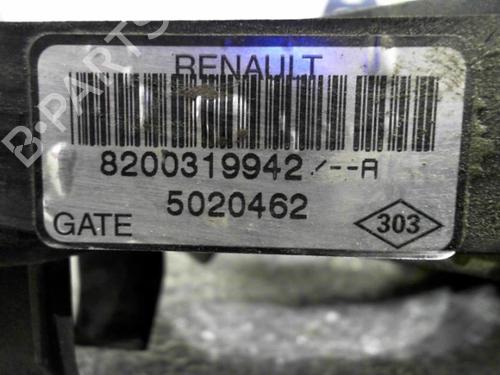 B-PARTS
RENAULT
8200319942/--A
5020462
GATE
303